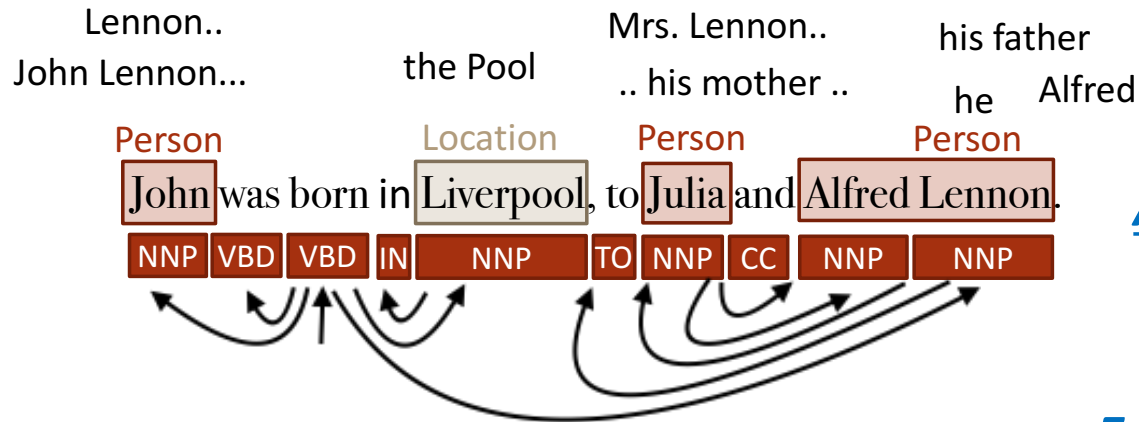 Lennon.. Mrs. Lennon.. his father
John Lennon... the Pool .. his mother .. he Alfred
Person Location Person Person
John was born in Liverpool, to Julia and Alfred Lennon.
NNP VBD VBD IN NNP TO NNP CC NNP NNP